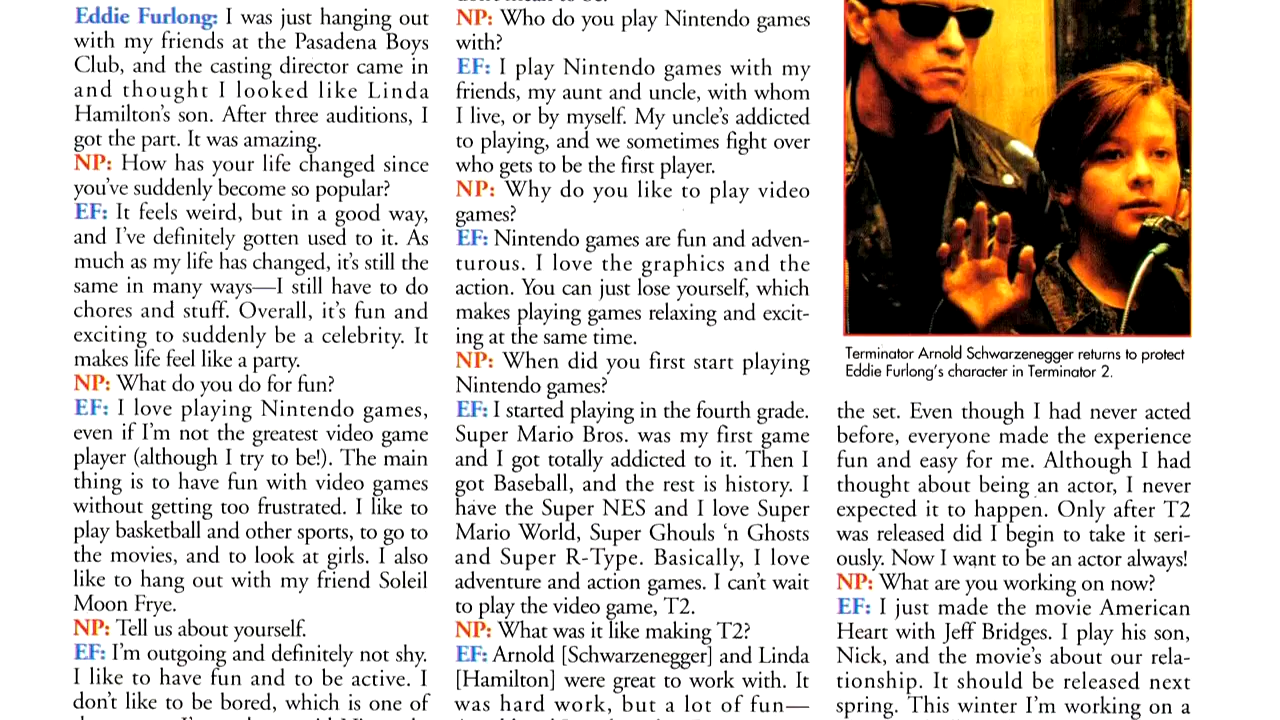 Eddie Furlong: I was just hanging out
with my friends at the Pasadena Boys
Club, and the casting director came in
and thought I looked like Linda
Hamilton's son. After three auditions, I
got the part. It was amazing.
NP: How has your life changed since
you've suddenly become so popular?
EF: It feels weird, but in a good way,
and I've definitely gotten used to it. As
much as my life has changed, it's still the
same in many ways—I still have to do
chores and stuff. Overall, it's fun and
exciting to suddenly be a celebrity. It
makes life feel like a party.
NP: What do you do for fun?
EF: I love playing Nintendo games,
even if I'm not the greatest video game
player (although I try to be!). The main
thing is to have fun with video games
without getting too frustrated. I like to
play basketball and other sports, to go to
the movies, and to look at girls. I also
like to hang out with my friend Soleil
Moon Frye.
NP: Tell us about yourself.
EF: I'm outgoing and definitely not shy.
I like to have fun and to be active. I
don't like to be bored, which is one of
NP: Who do you play Nintendo games
with?
EF: I play Nintendo games with my
friends, my aunt and uncle, with whom
I live, or by myself. My uncle's addicted
to playing, and we sometimes fight over
who gets to be the first player.
NP: Why do you like to play video
games?
EF: Nintendo games are fun and adven-
turous. I love the graphics and the
action. You can just lose yourself, which
makes playing games relaxing and excit-
ing at the same time.
NP: When did you first start playing
Nintendo games?
EF: I started playing in the fourth grade.
Super Mario Bros. was my first game
and I got totally addicted to it. Then I
got Baseball, and the rest is history. I
have the Super NES and I love Super
Mario World, Super Ghouls 'n Ghosts
and Super R-Type. Basically, I love
adventure and action games. I can't wait
to play the video game, T2.
NP: What was it like making T2?
EF: Arnold [Schwarzenegger] and Linda
[Hamilton] were great to work with. It
was hard work, but a lot of fun—
Terminator Arnold Schwarzenegger returns to protect
Eddie Furlong's character in Terminator 2.
the set. Even though I had never acted
before, everyone made the experience
fun and easy for me. Although I had
thought about being an actor, I never
expected it to happen. Only after T2
was released did I begin to take it seri-
ously. Now I want to be an actor always!
NP: What are you working on now?
EF: I just made the movie American
Heart with Jeff Bridges. I play his son,
Nick, and the movie's about our rela-
tionship. It should be released next
spring. This winter I'm working on a